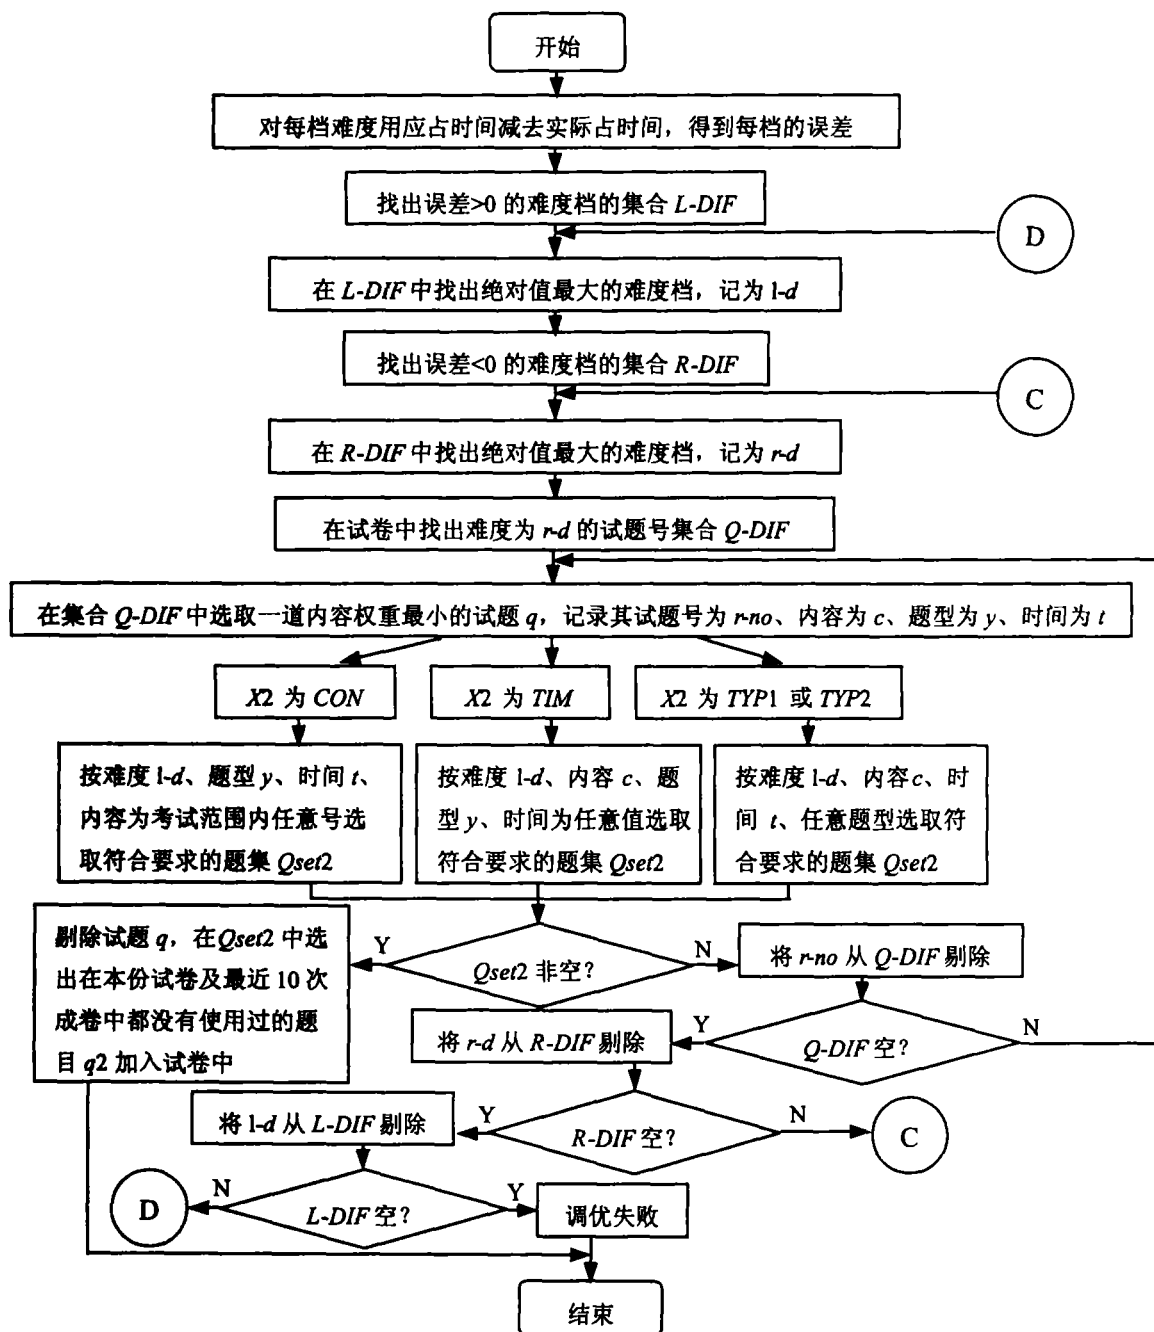 开始
对每档难度用应占时间减去实际占时间，得到每档的误差
找出误差>0 的难度档的集合 L-DIF
D
在 L-DIF 中找出绝对值最大的难度档，记为 l-d
找出误差<0 的难度档的集合 R-DIF
C
在 R-DIF 中找出绝对值最大的难度档，记为 r-d
在试卷中找出难度为 r-d 的试题号集合 Q-DIF
在集合 Q-DIF 中选取一道内容权重最小的试题 q，记录其试题号为 r-no、内容为 c、题型为 y、时间为 t
X2 为 CON
X2 为 TIM
X2 为 TYP1 或 TYP2
按难度 l-d、题型 y、时间 t、
内容为考试范围内任意号选
取符合要求的题集 Qset2
按难度 l-d、内容 c、题
型 y、时间为任意值选取
符合要求的题集 Qset2
按难度 l-d、内容 c、时
间 t、任意题型选取符
合要求的题集 Qset2
剔除试题 q，在Qset2 中选
出在本份试卷及最近 10 次
成卷中都没有使用过的题
目 q2 加入试卷中
Y
Qset2 非空？
N
将 r-no 从 Q-DIF 剔除
将 r-d 从 R-DIF 剔除
Y
Q-DIF 空？
N
将 l-d 从 L-DIF 剔除
Y
R-DIF 空？
N
C
D
N
L-DIF 空？
Y
调优失败
结束